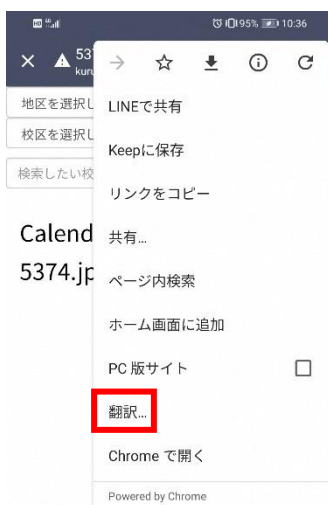 95% 10:36
53
kuru
地区を選択し
校区を選択し
検索したい校
Calend
5374.jp
LINEで共有
Keepに保存
リンクをコピー
共有...
ページ内検索
ホーム画面に追加
PC 版サイト
翻訳...
Chrome で開く
Powered by Chrome